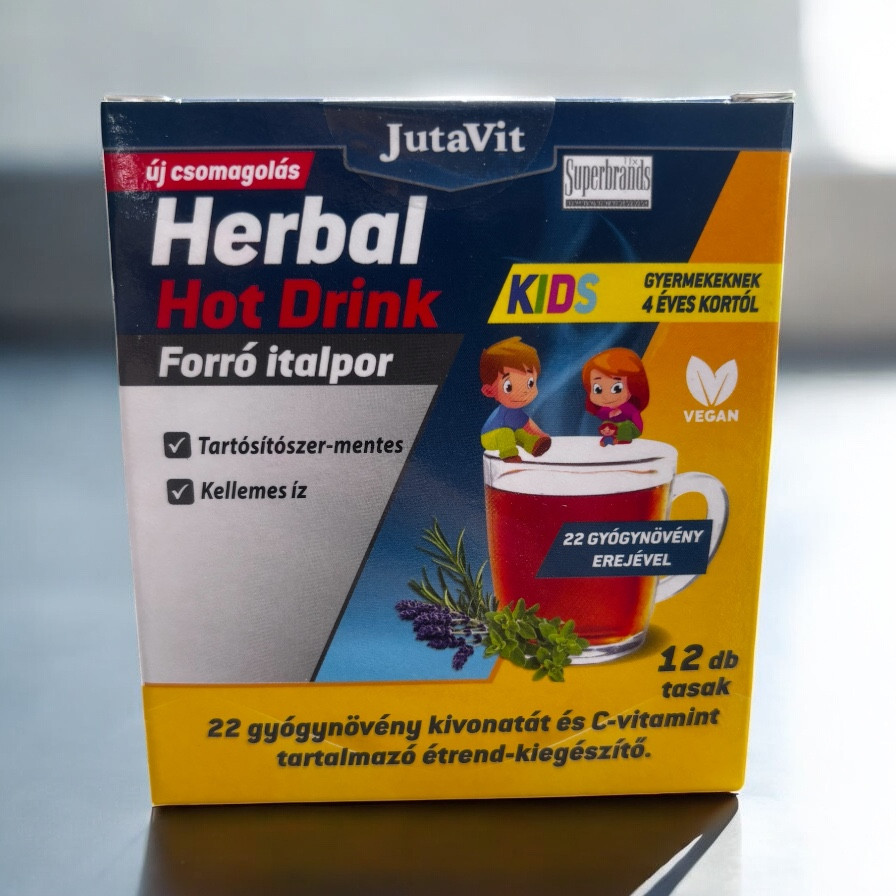 JutaVit
új csomagolás
11x
Superbrands
Herbal
Hot Drink
Forró italpor
KIDS
GYERMEKEKNEK
4 ÉVES KORTÓL
VEGAN
Tartósítószer-mentes
Kellemes íz
22 GYÓGYNÖVÉNY
EREJÉVEL
12 db
tasak
22 gyógynövény kivonatát és C-vitamint
tartalmazó étrend-kiegészítő.